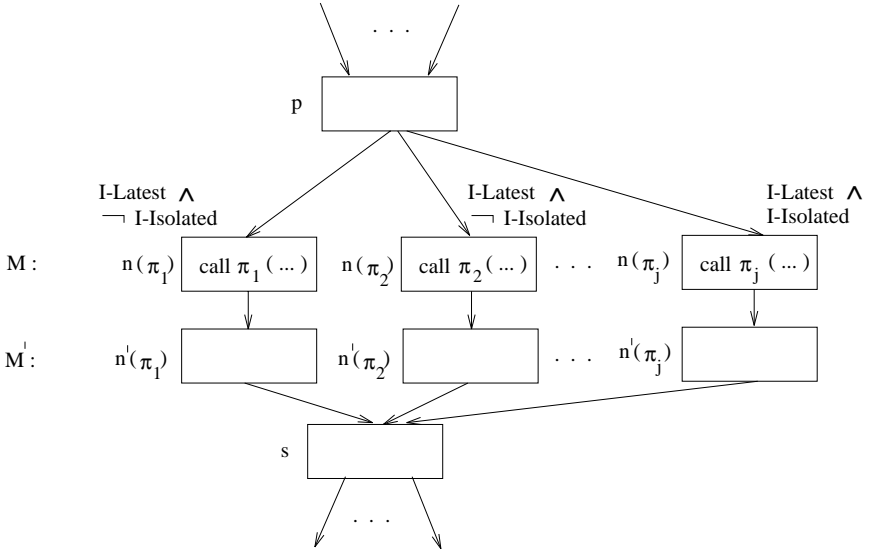 . . .
p
I-Latest ∧ I-Latest ∧ I-Latest ∧
¬ I-Isolated ¬ I-Isolated I-Isolated
M : n(π₁) call π₁(...) n(π₂) call π₂(...) . . . n(πⱼ) call πⱼ(...)
M' : n'(π₁) n'(π₂) . . . n'(πⱼ)
s
. . .